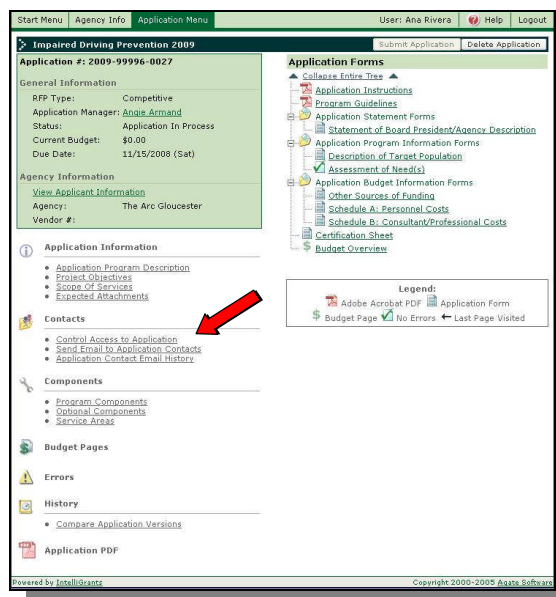 Start Menu Agency Info Application Menu User: Ana Rivera Help Logout
Impaired Driving Prevention 2009 Submit Application Delete Application
Application #: 2009-99996-0027
General Information
RFP Type: Competitive
Application Manager: Angie Armand
Status: Application In Process
Current Budget: $0.00
Due Date: 11/15/2008 (Sat)
Agency Information
View Applicant Information
Agency: The Arc Gloucester
Vendor #:
Application Information
Application Program Description
Project Objectives
Scope Of Services
Expected Attachments
Contacts
Control Access to Application
Send Email to Application Contacts
Application Contact Email History
Components
Program Components
Optional Components
Service Areas
Budget Pages
Errors
History
Compare Application Versions
Application PDF
Application Forms
Collapse Entire Tree
Application Instructions
Program Guidelines
Application Statement Forms
Statement of Board President/Agency Description
Application Program Information Forms
Description of Target Population
Assessment of Need(s)
Application Budget Information Forms
Other Sources of Funding
Schedule A: Personnel Costs
Schedule B: Consultant/Professional Costs
Certification Sheet
$ Budget Overview
Legend:
Adobe Acrobat PDF Application Form
$ Budget Page No Errors ← Last Page Visited
Powered by IntelliGrants Copyright 2000-2005 Agate Software